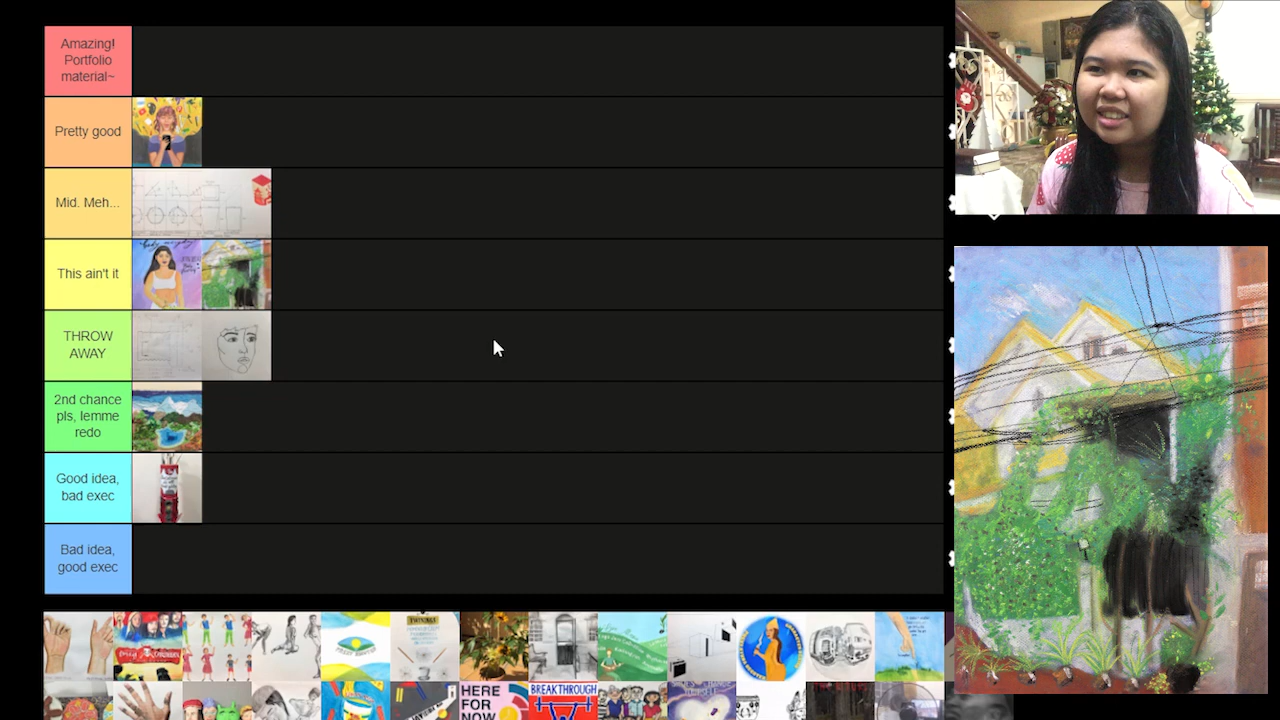 Amazing!
Portfolio
material~
Pretty good
Mid. Meh...
This ain't it
THROW
AWAY
2nd chance
pls, lemme
redo
Good idea,
bad exec
Bad idea,
good exec
HERE
FOR
NOW
BREAKTHROUGH